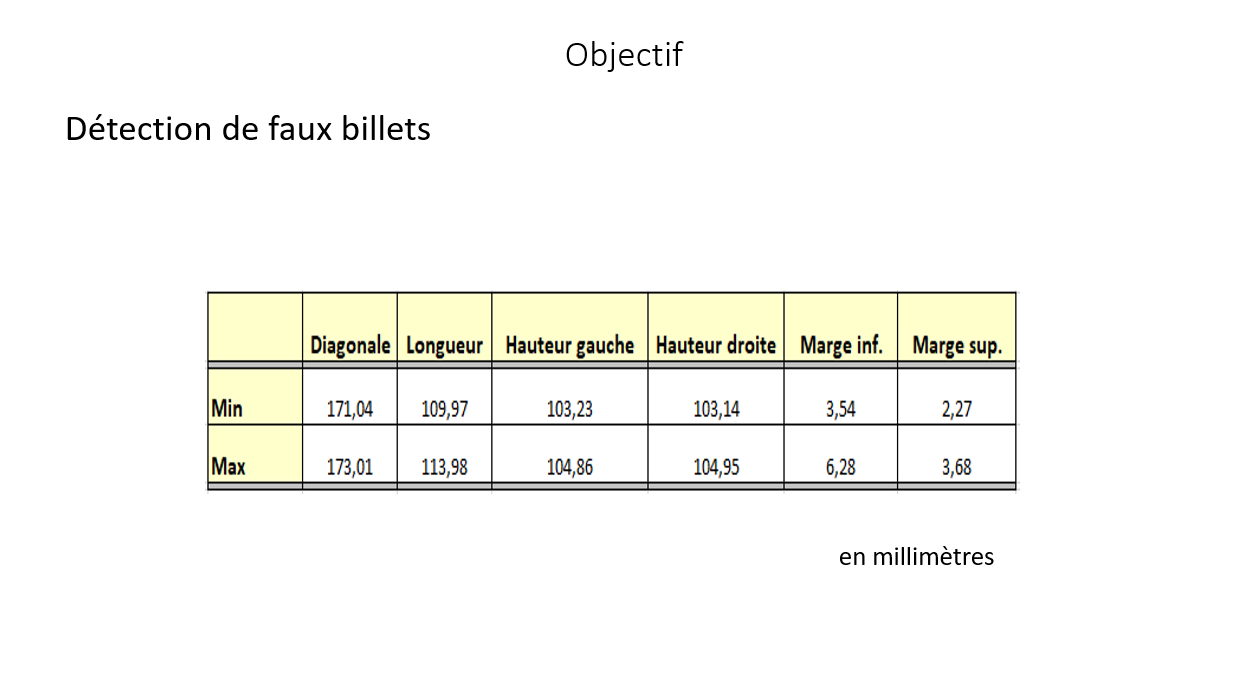 Objectif
Détection de faux billets
Diagonale Longueur Hauteur gauche Hauteur droite Marge inf. Marge sup.
Min 171,04 109,97 103,23 103,14 3,54 2,27
Max 173,01 113,98 104,86 104,95 6,28 3,68
en millimètres